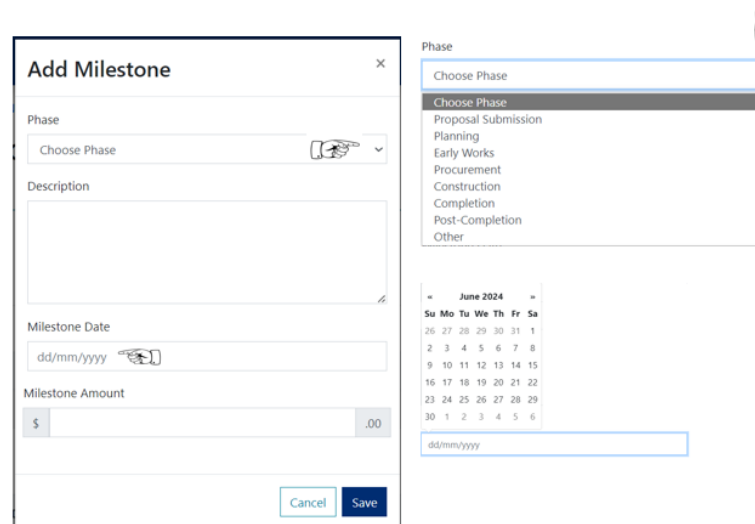 Add Milestone ×
Phase
Choose Phase
Description
Milestone Date
dd/mm/yyyy
Milestone Amount
$ .00
Cancel Save
Phase
Choose Phase
Choose Phase
Proposal Submission
Planning
Early Works
Procurement
Construction
Completion
Post-Completion
Other
« June 2024 »
Su Mo Tu We Th Fr Sa
26 27 28 29 30 31 1
2 3 4 5 6 7 8
9 10 11 12 13 14 15
16 17 18 19 20 21 22
23 24 25 26 27 28 29
30 1 2 3 4 5 6
dd/mm/yyyy